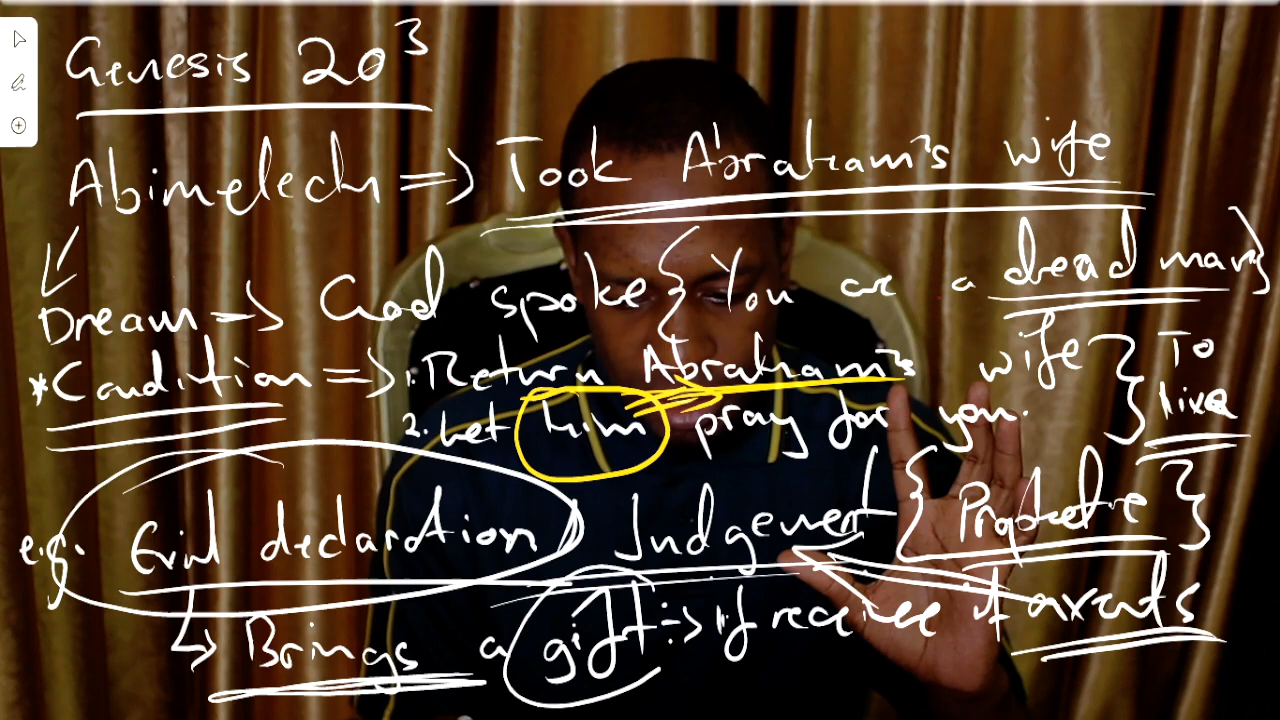 Genesis 20³
Abimelech => Took Abraham's wife
Dream => God spoke {You are a dead man}
*Condition => 1. Return Abraham's wife } To live
2. Let him pray for you.
e.g. Evil declaration Judgement {Prophetic}
↳ Brings a gift :-> if receive it averts